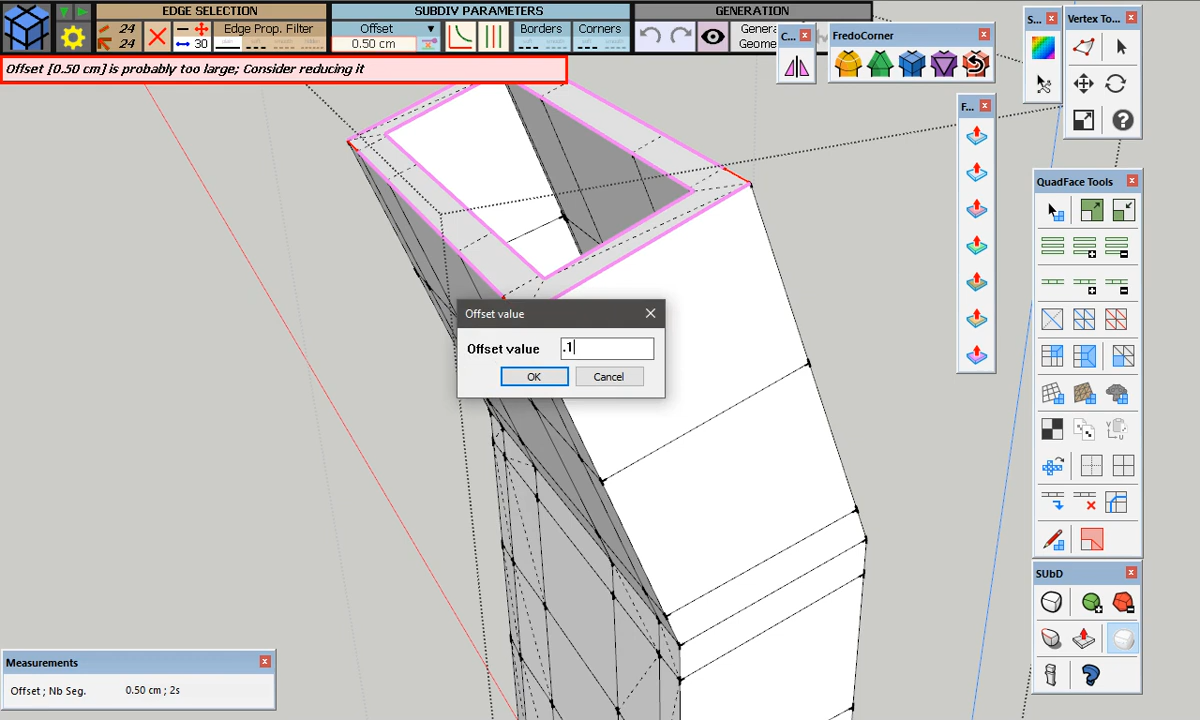 EDGE SELECTION
24
24
30
Edge Prop. Filter
SUBDIV PARAMETERS
Offset
0.50 cm
Borders
Corners
GENERATION
Gener
Geome
Offset [0.50 cm] is probably too large; Consider reducing it
C...
FredoCorner
S...
Vertex To...
F...
QuadFace Tools
SUbD
Offset value
Offset value
.1
OK
Cancel
Measurements
Offset ; Nb Seg.
0.50 cm ; 2s